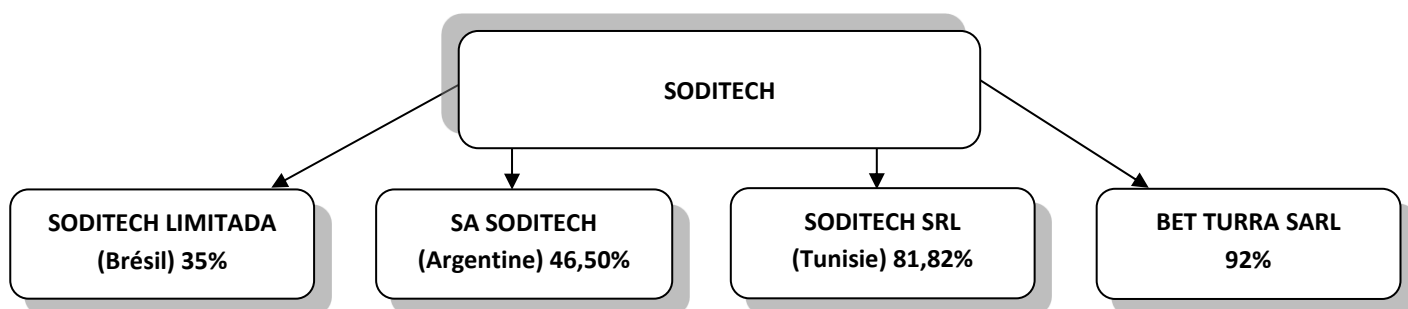 SODITECH
SODITECH LIMITADA
(Brésil) 35%
SA SODITECH
(Argentine) 46,50%
SODITECH SRL
(Tunisie) 81,82%
BET TURRA SARL
92%